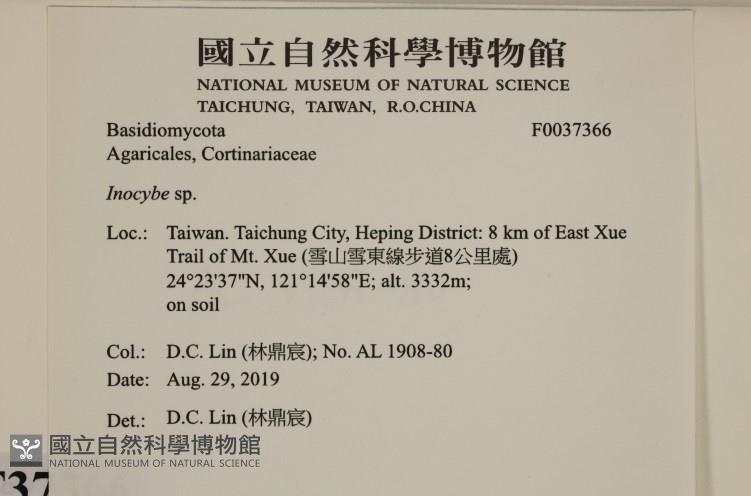 國立自然科學博物館
NATIONAL MUSEUM OF NATURAL SCIENCE
TAICHUNG, TAIWAN, R.O.CHINA
Basidiomycota F0037366
Agaricales, Cortinariaceae
Inocybe sp.
Loc.: Taiwan. Taichung City, Heping District: 8 km of East Xue
Trail of Mt. Xue (雪山雪東線步道8公里處)
24°23'37"N, 121°14'58"E; alt. 3332m;
on soil
Col.: D.C. Lin (林鼎宸); No. AL 1908-80
Date: Aug. 29, 2019
Det.: D.C. Lin (林鼎宸)
國立自然科學博物館
NATIONAL MUSEUM OF NATURAL SCIENCE